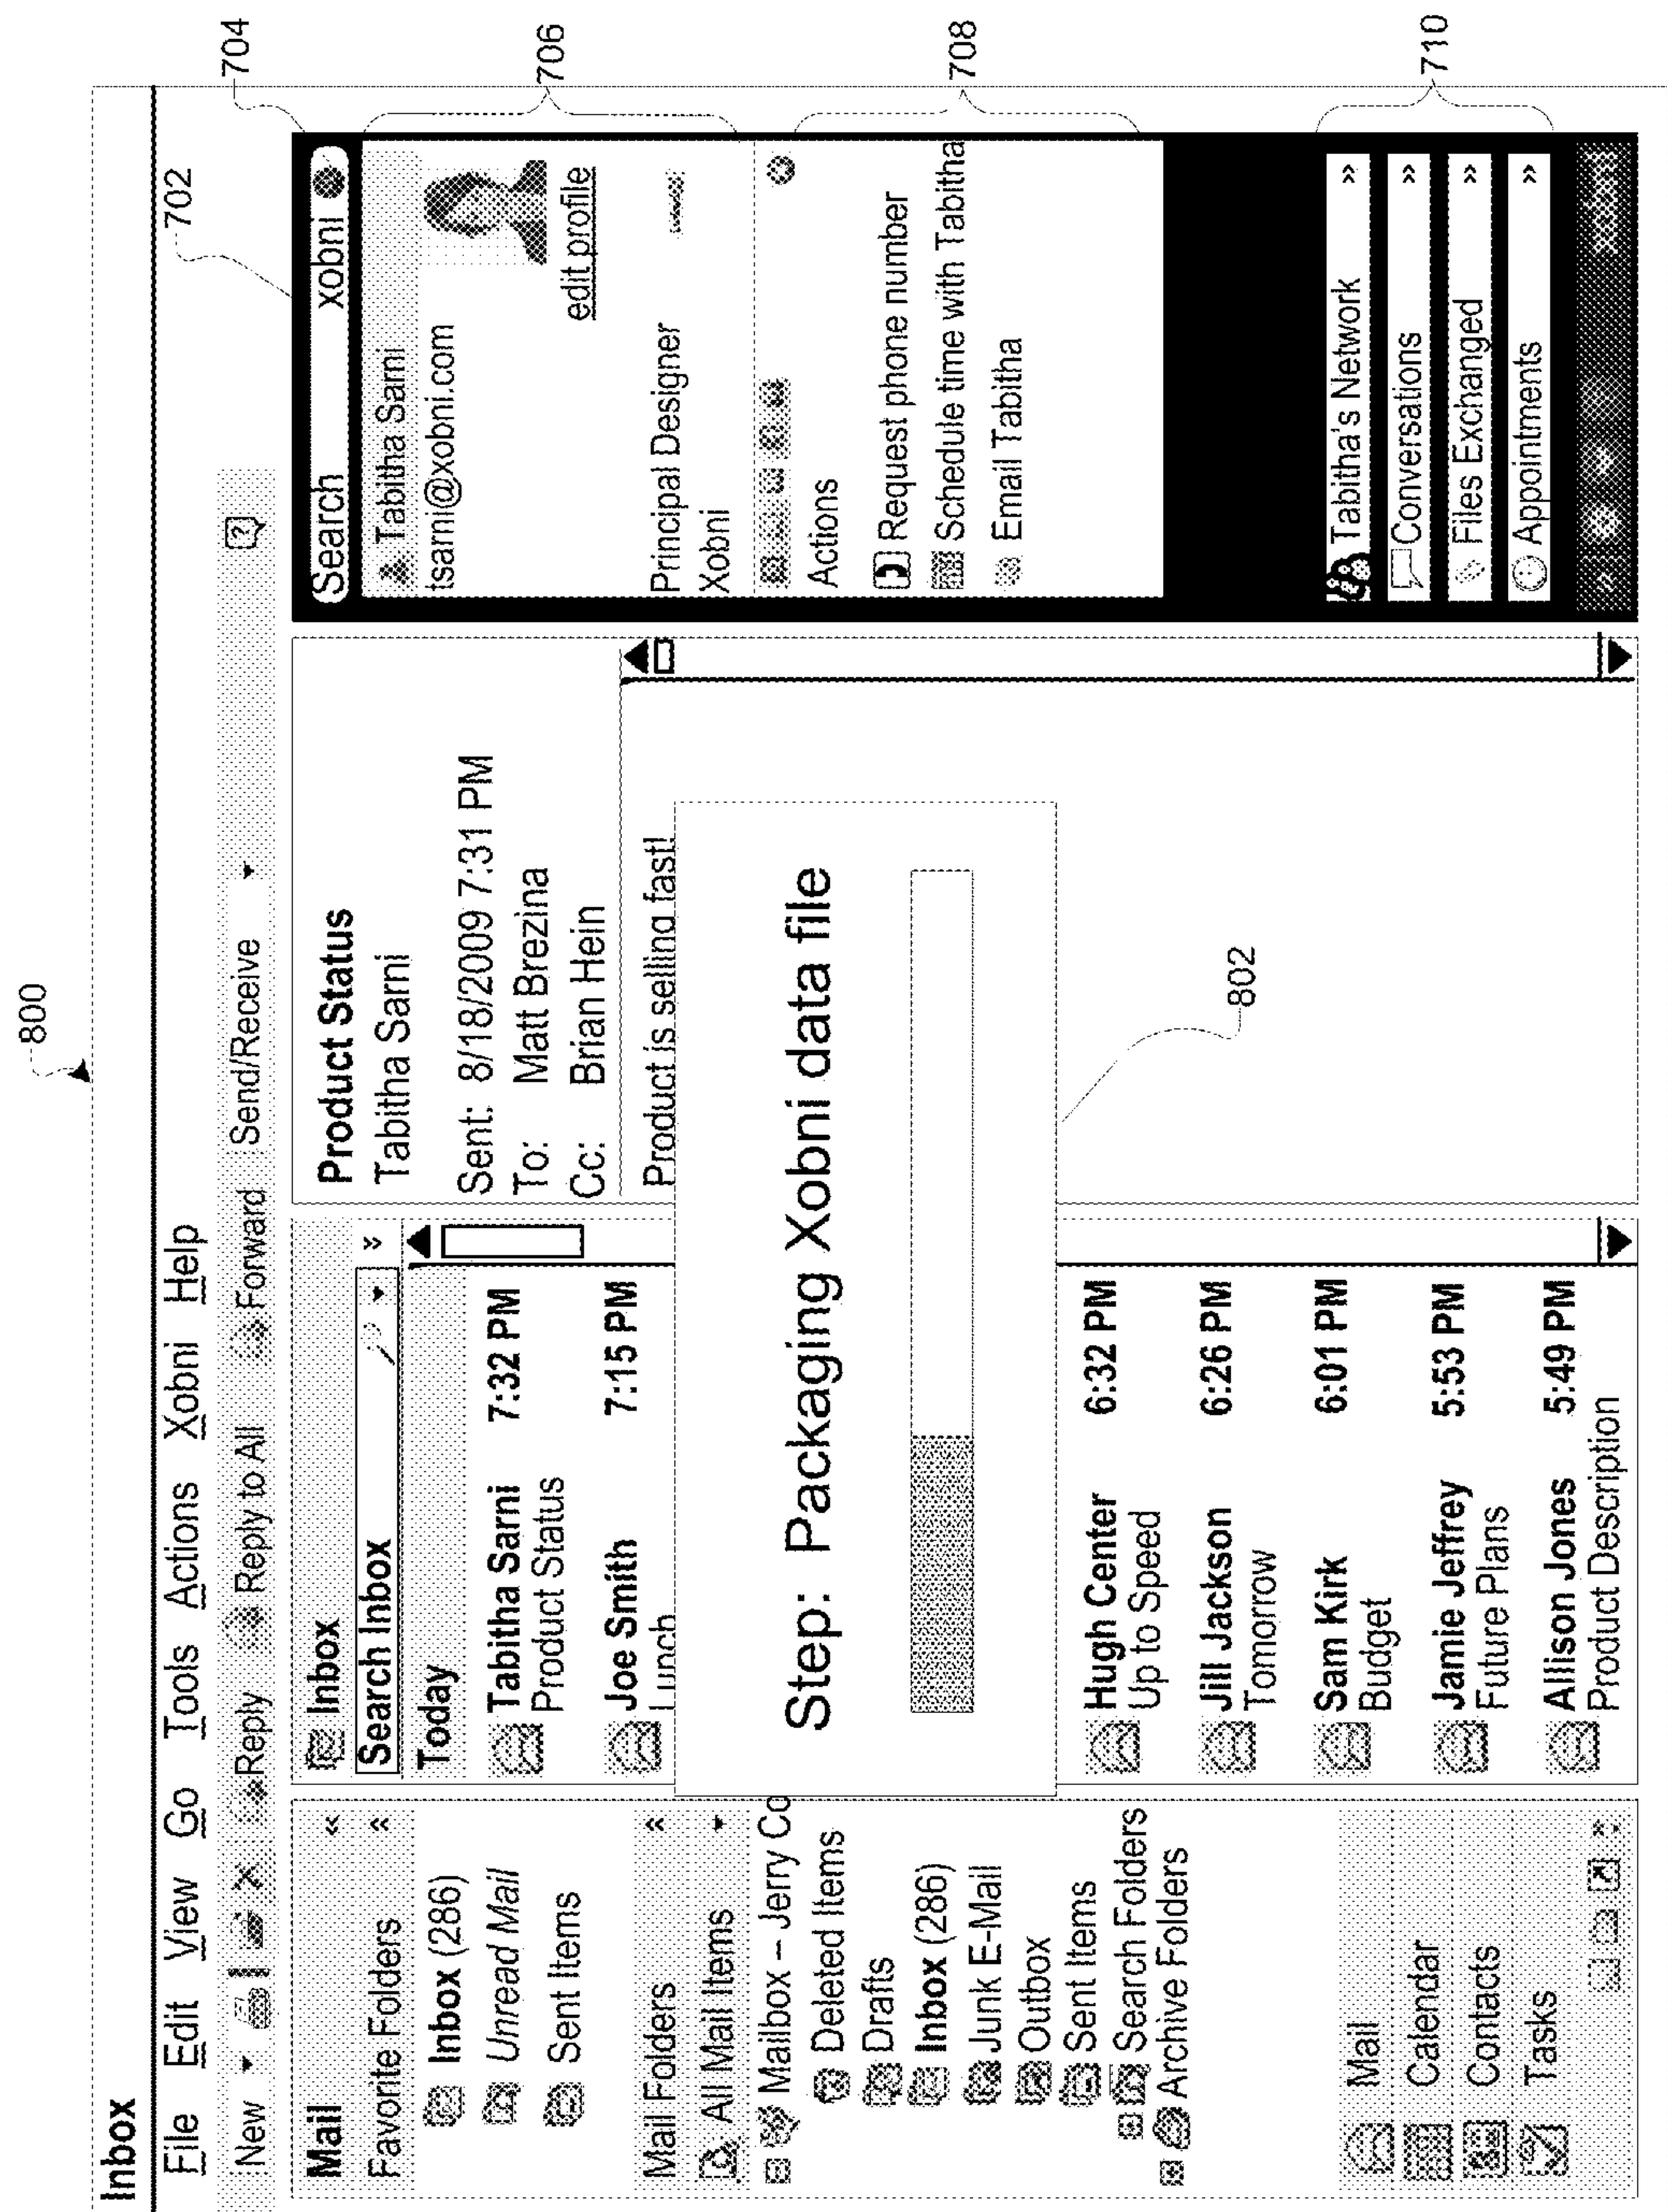 800
Inbox
File Edit View Go Tools Actions Xobni Help
New Reply Reply to All Forward Send/Receive
Mail
Favorite Folders
Inbox (286)
Unread Mail
Sent Items
Mail Folders
All Mail Items
Mailbox – Jerry Co
Deleted Items
Drafts
Inbox (286)
Junk E-Mail
Outbox
Sent Items
Search Folders
Archive Folders
Mail
Calendar
Contacts
Tasks
Inbox
Search Inbox
Today
Tabitha Sarni 7:32 PM
Product Status
Joe Smith 7:15 PM
Lunch
Hugh Center 6:32 PM
Up to Speed
Jill Jackson 6:26 PM
Tomorrow
Sam Kirk 6:01 PM
Budget
Jamie Jeffrey 5:53 PM
Future Plans
Allison Jones 5:49 PM
Product Description
Product Status
Tabitha Sarni
Sent: 8/18/2009 7:31 PM
To: Matt Brezina
Cc: Brian Hein
Product is selling fast!
Step: Packaging Xobni data file
802
702
704
Search xobni
Tabitha Sarni
tsarni@xobni.com
edit profile
Principal Designer
Xobni
706
Actions
Request phone number
Schedule time with Tabitha
Email Tabitha
708
Tabitha's Network
Conversations
Files Exchanged
Appointments
710